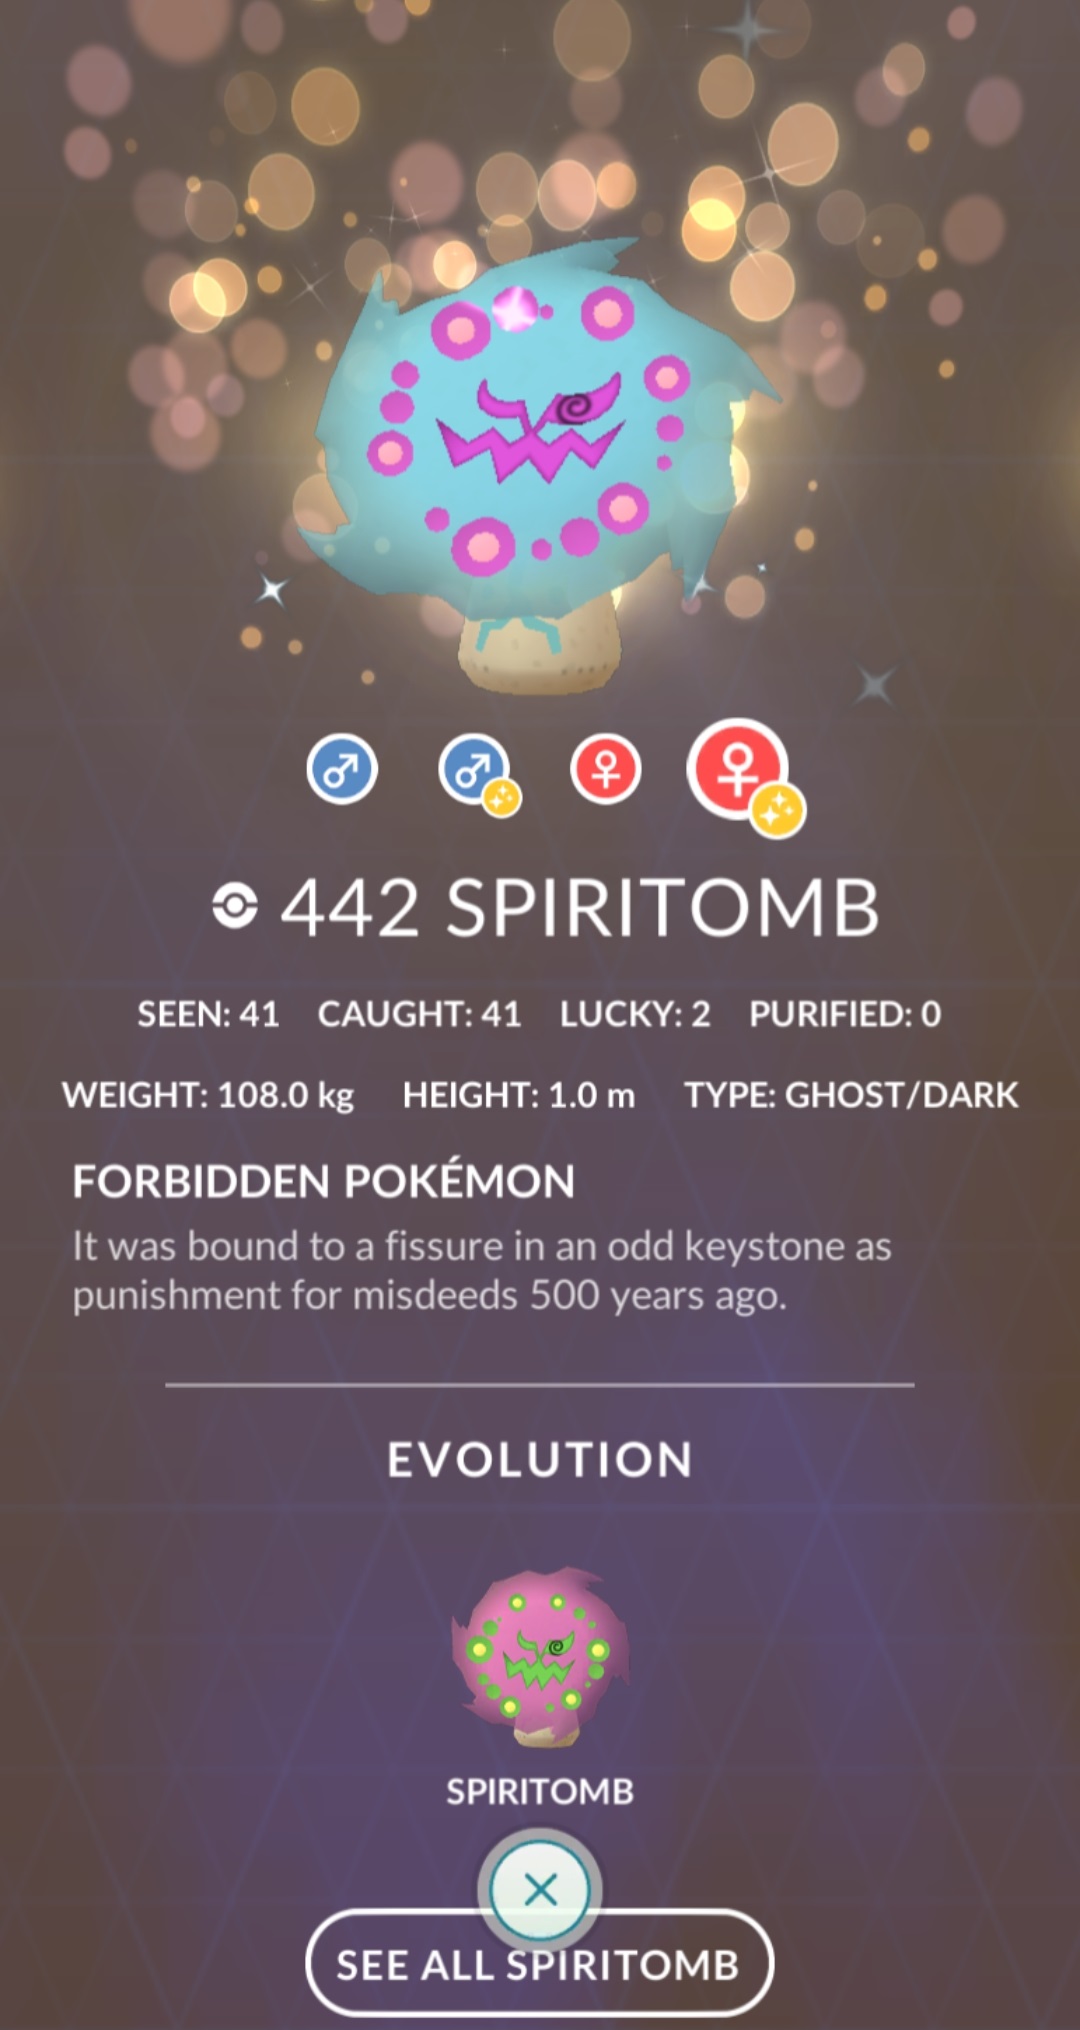 442 SPIRITOMB
SEEN: 41 CAUGHT: 41 LUCKY: 2 PURIFIED: 0
WEIGHT: 108.0 kg HEIGHT: 1.0 m TYPE: GHOST/DARK
FORBIDDEN POKÉMON
It was bound to a fissure in an odd keystone as
punishment for misdeeds 500 years ago.
EVOLUTION
SPIRITOMB
SEE ALL SPIRITOMB